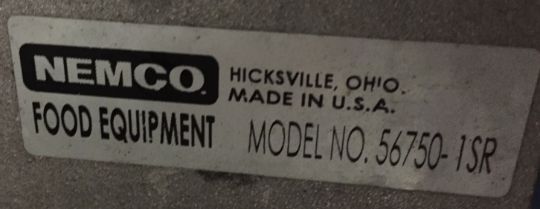 NEMCO
HICKSVILLE, OHIO.
MADE IN U.S.A.
FOOD EQUIPMENT
MODEL NO. 56750-1SR